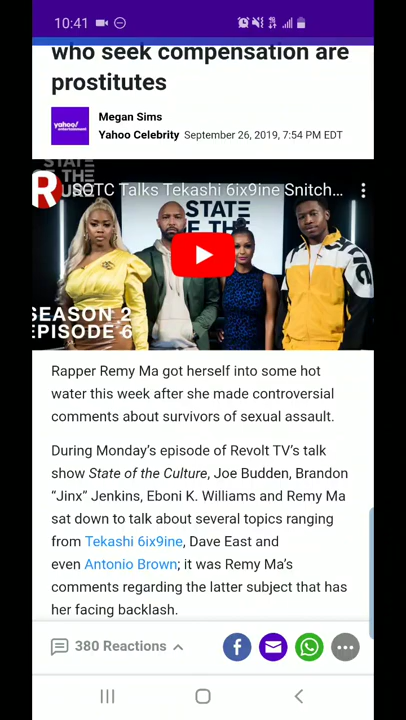 10:41
who seek compensation are
prostitutes
Megan Sims
yahoo!
entertainment
Yahoo Celebrity September 26, 2019, 7:54 PM EDT
STATE
THE
R
SOTC Talks Tekashi 6ix9ine Snitch...
STATE
OF THE
SEASON 2
EPISODE 6
Rapper Remy Ma got herself into some hot
water this week after she made controversial
comments about survivors of sexual assault.
During Monday’s episode of Revolt TV’s talk
show State of the Culture, Joe Budden, Brandon
“Jinx” Jenkins, Eboni K. Williams and Remy Ma
sat down to talk about several topics ranging
from Tekashi 6ix9ine, Dave East and
even Antonio Brown; it was Remy Ma’s
comments regarding the latter subject that has
her facing backlash.
380 Reactions
f